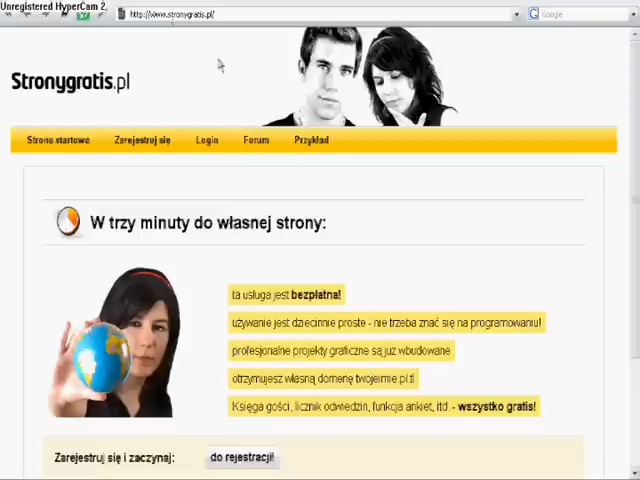 Unregistered HyperCam 2
http://www.stronygratis.pl/
Google
Stronygratis.pl
Strona startowa Zarejestruj się Login Forum Przykład
W trzy minuty do własnej strony:
ta usługa jest bezpłatna!
używanie jest dziecinnie proste - nie trzeba znać się na programowaniu!
profesjonalne projekty graficzne są już wbudowane
otrzymujesz własną domenę twojeimie.pl.tl
Księga gości, licznik odwiedzin, funkcja ankiet, itd. - wszystko gratis!
Zarejestruj się i zaczynaj: do rejestracji!